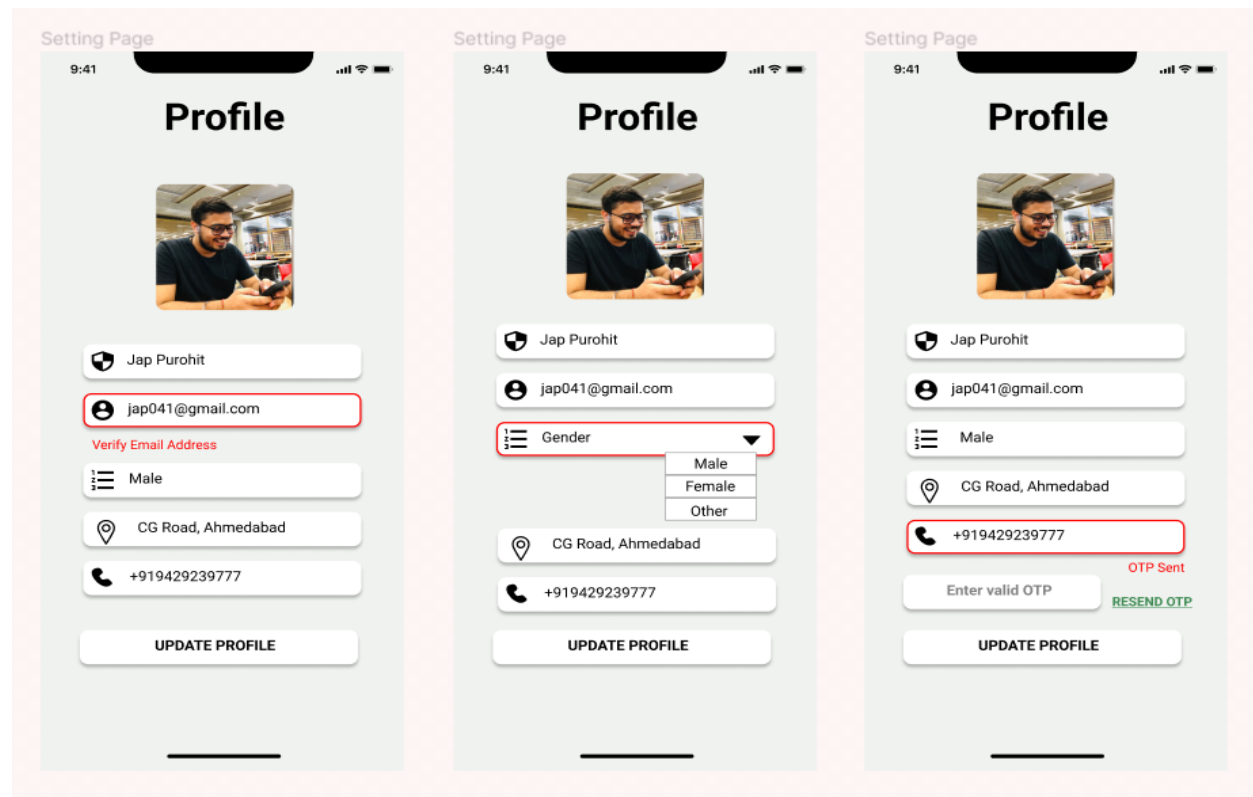 Setting Page
9:41
Profile
Jap Purohit
jap041@gmail.com
Verify Email Address
Male
CG Road, Ahmedabad
+919429239777
UPDATE PROFILE
Setting Page
9:41
Profile
Jap Purohit
jap041@gmail.com
Gender
Male
Female
Other
CG Road, Ahmedabad
+919429239777
UPDATE PROFILE
Setting Page
9:41
Profile
Jap Purohit
jap041@gmail.com
Male
CG Road, Ahmedabad
+919429239777
OTP Sent
Enter valid OTP
RESEND OTP
UPDATE PROFILE